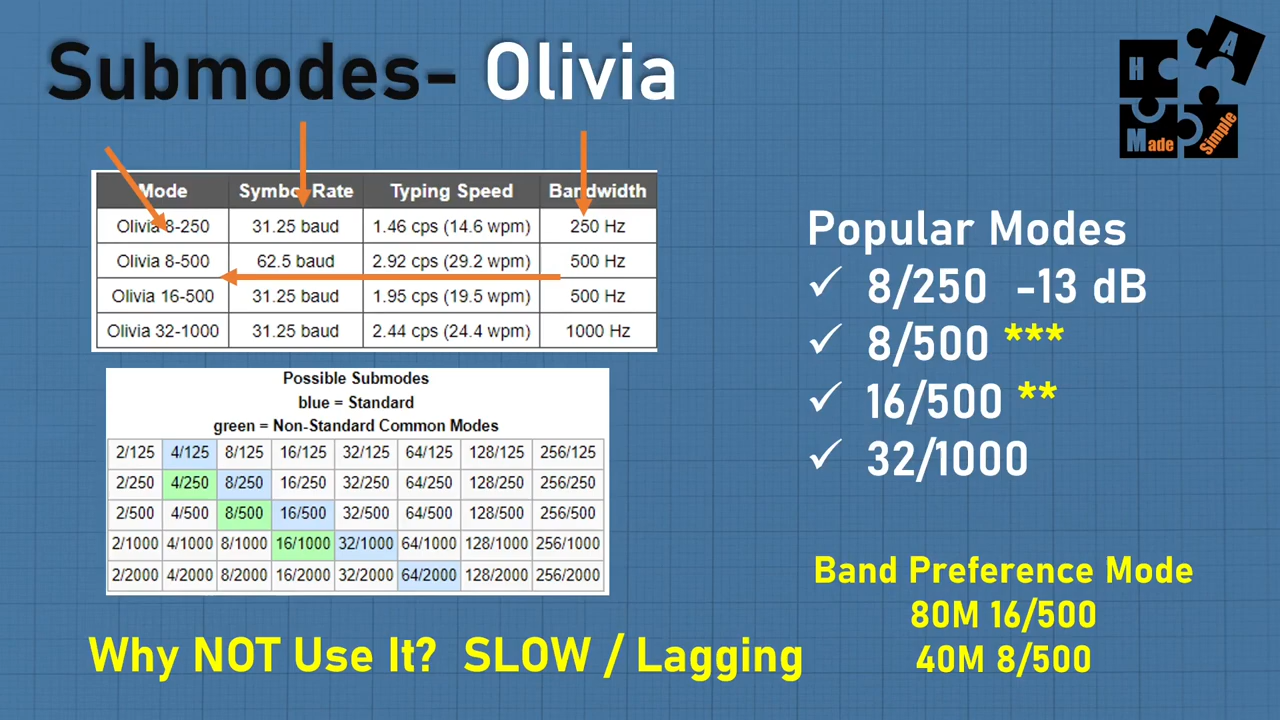 Submodes- Olivia
H A
Made Simple
Mode Symbol Rate Typing Speed Bandwidth
Olivia 8-250 31.25 baud 1.46 cps (14.6 wpm) 250 Hz
Olivia 8-500 62.5 baud 2.92 cps (29.2 wpm) 500 Hz
Olivia 16-500 31.25 baud 1.95 cps (19.5 wpm) 500 Hz
Olivia 32-1000 31.25 baud 2.44 cps (24.4 wpm) 1000 Hz
Possible Submodes
blue = Standard
green = Non-Standard Common Modes
2/125 4/125 8/125 16/125 32/125 64/125 128/125 256/125
2/250 4/250 8/250 16/250 32/250 64/250 128/250 256/250
2/500 4/500 8/500 16/500 32/500 64/500 128/500 256/500
2/1000 4/1000 8/1000 16/1000 32/1000 64/1000 128/1000 256/1000
2/2000 4/2000 8/2000 16/2000 32/2000 64/2000 128/2000 256/2000
Popular Modes
✓ 8/250 -13 dB
✓ 8/500 ***
✓ 16/500 **
✓ 32/1000
Band Preference Mode
80M 16/500
40M 8/500
Why NOT Use It? SLOW / Lagging